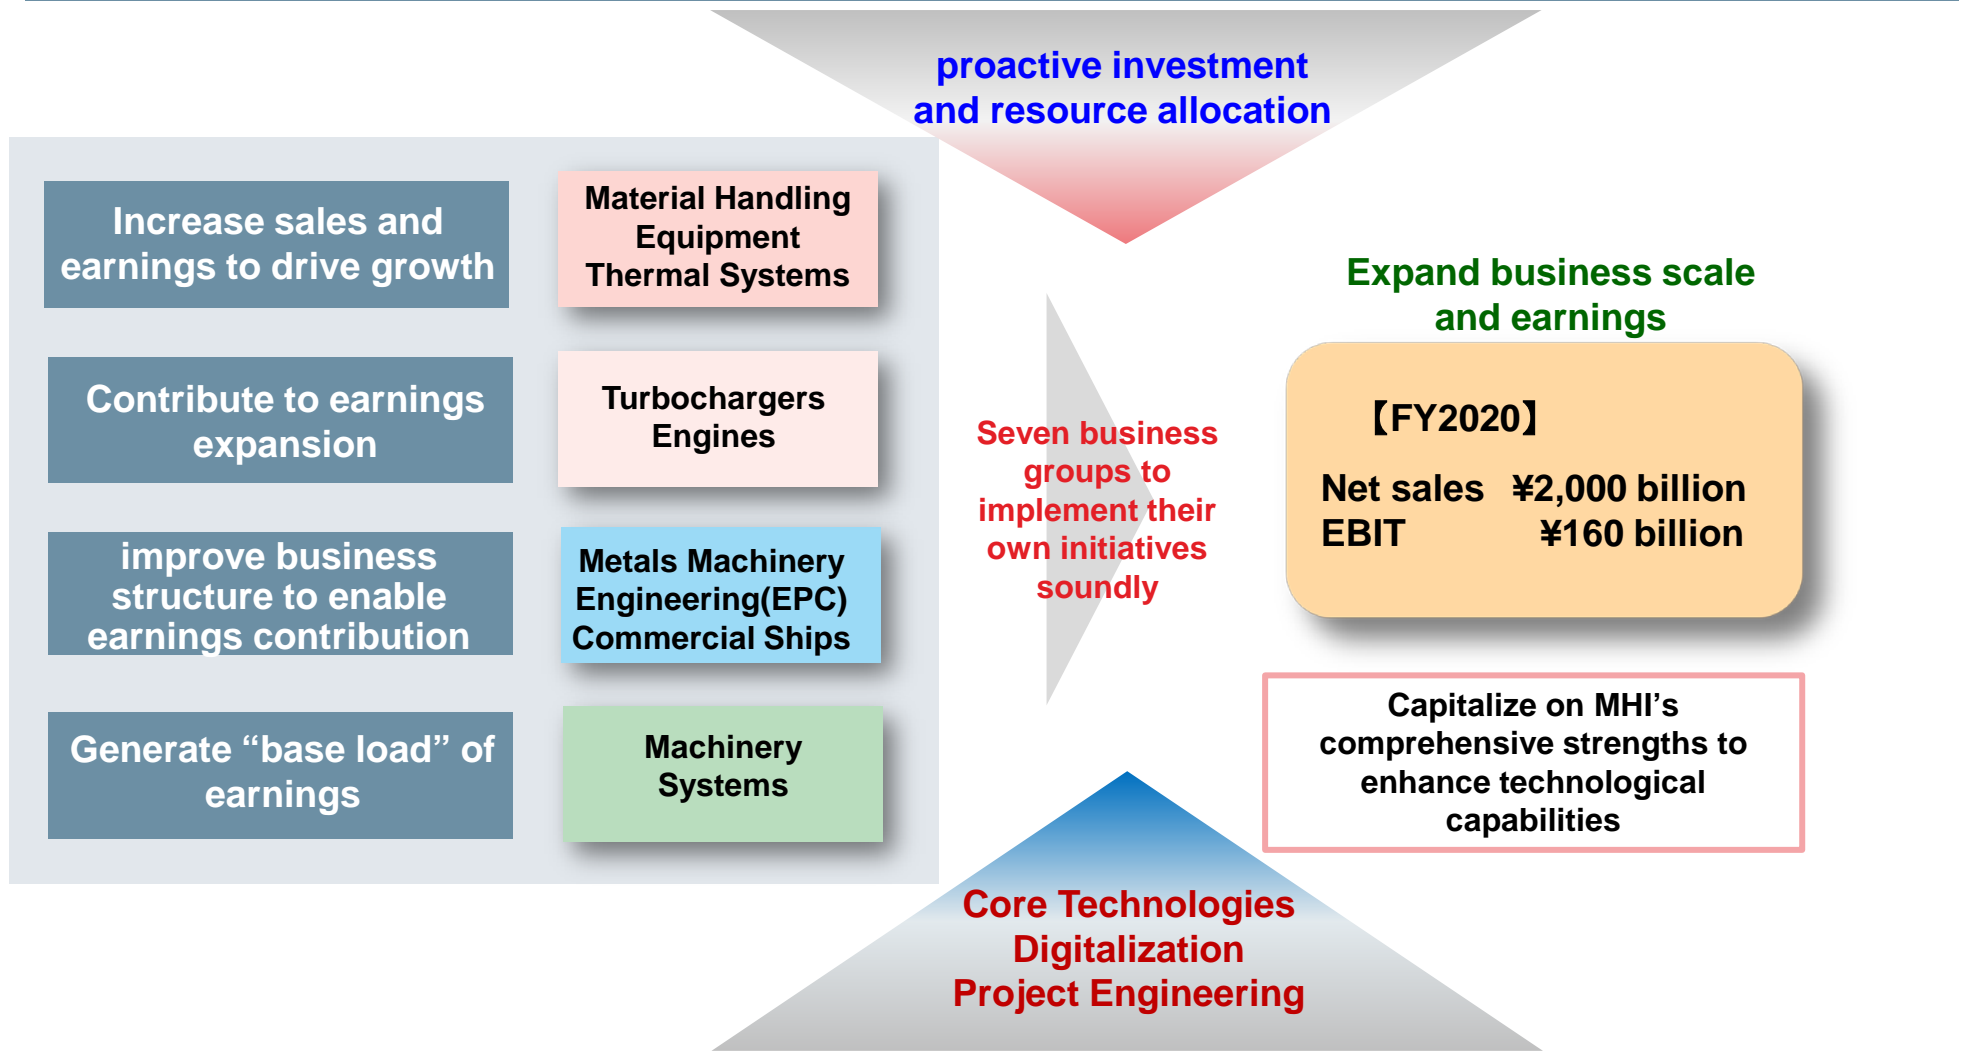 proactive investment
and resource allocation
Increase sales and
earnings to drive growth
Material Handling
Equipment
Thermal Systems
Contribute to earnings
expansion
Turbochargers
Engines
improve business
structure to enable
earnings contribution
Metals Machinery
Engineering(EPC)
Commercial Ships
Generate “base load” of
earnings
Machinery
Systems
Seven business
groups to
implement their
own initiatives
soundly
Expand business scale
and earnings
【FY2020】
Net sales ¥2,000 billion
EBIT ¥160 billion
Capitalize on MHI’s
comprehensive strengths to
enhance technological
capabilities
Core Technologies
Digitalization
Project Engineering